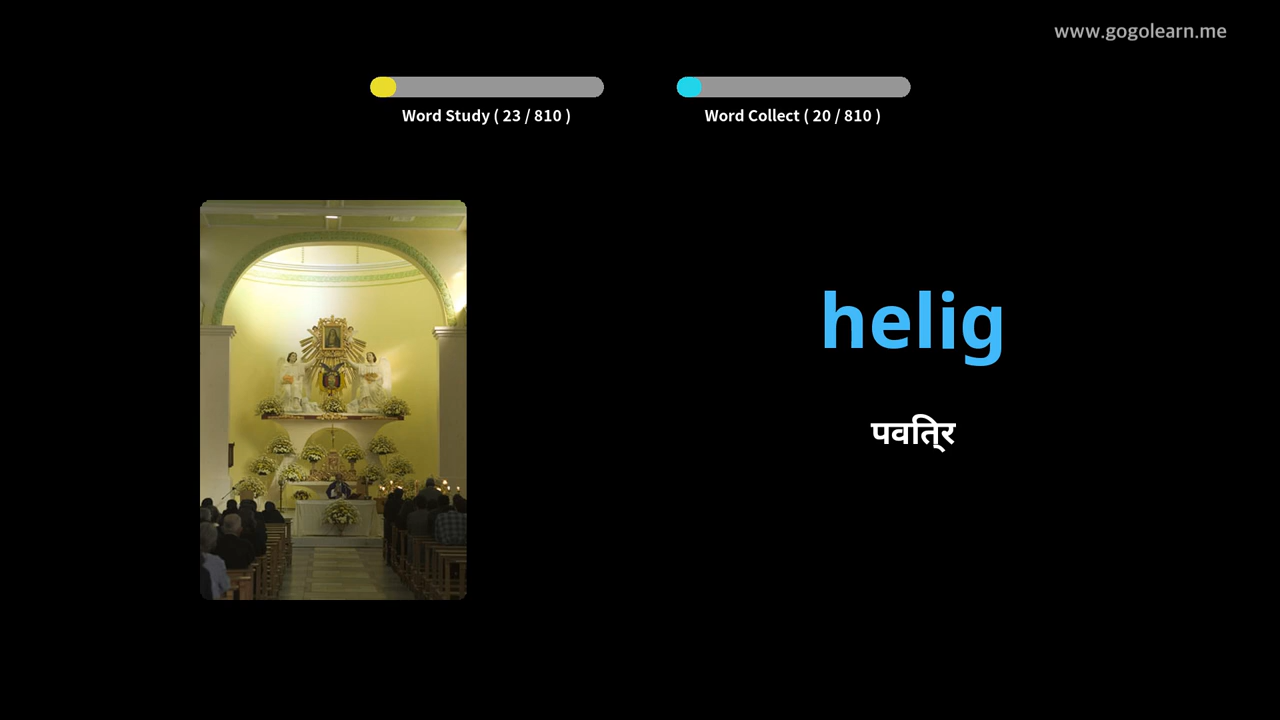 www.gogolearn.me
Word Study ( 23 / 810 )
Word Collect ( 20 / 810 )
helig
पवित्र